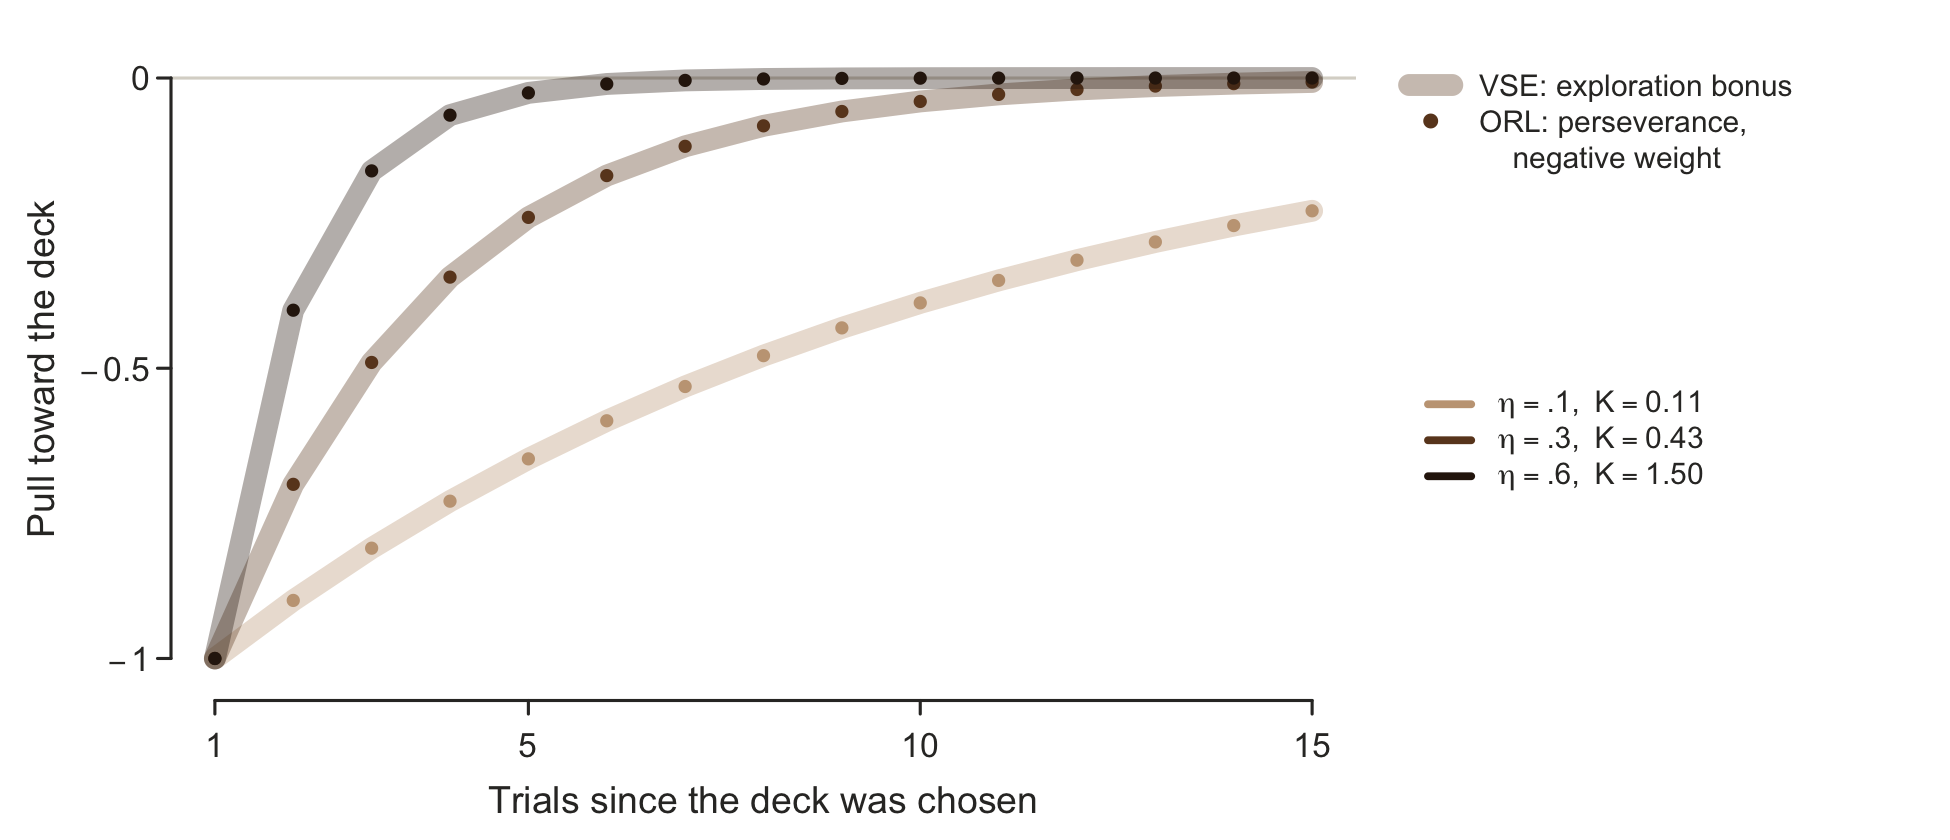 0
−0.5
−1
Pull toward the deck
1
5
10
15
Trials since the deck was chosen
VSE: exploration bonus
ORL: perseverance,
negative weight
η = .1, K = 0.11
η = .3, K = 0.43
η = .6, K = 1.50